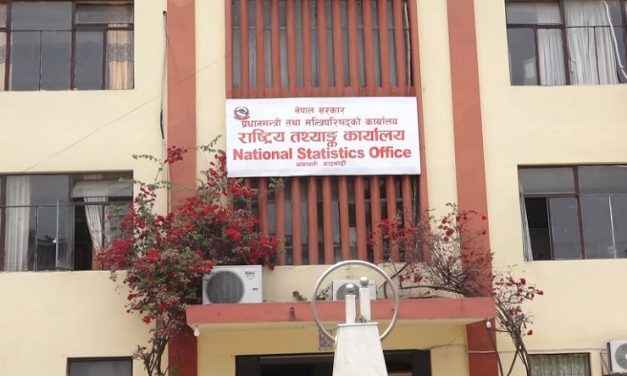 नेपाल सरकार
प्रधानमन्त्री तथा मन्त्रिपरिषद्को कार्यालय
राष्ट्रिय तथ्याङ्क कार्यालय
National Statistics Office
थापाथली, काठमाडौं